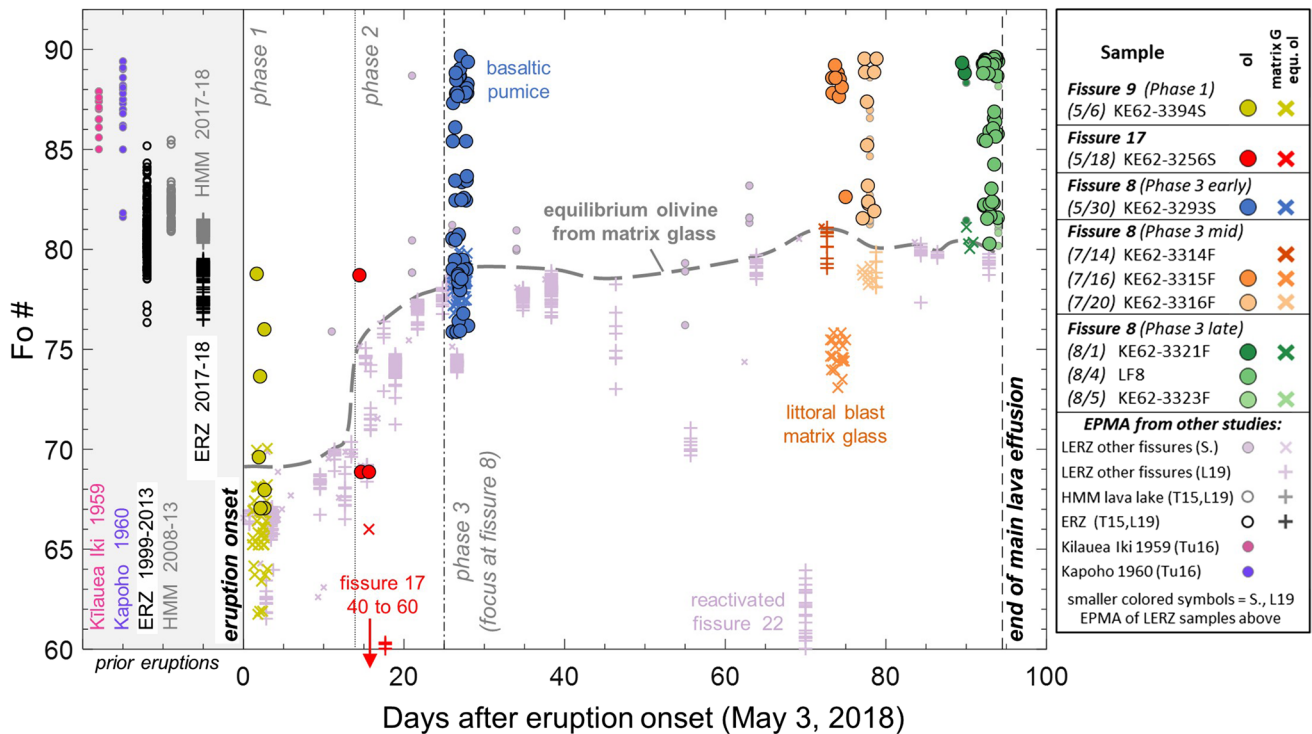 Fo #
90
85
80
75
70
65
60
phase 1
phase 2
phase 3
(focus at fissure 8)
basaltic
pumice
equilibrium olivine
from matrix glass
HMM 2017-18
ERZ 2017-18
Kilauea Iki 1959
Kapoho 1960
ERZ 1999-2013
HMM 2008-13
eruption onset
prior eruptions
fissure 17
40 to 60
reactivated
fissure 22
littoral blast
matrix glass
end of main lava effusion
0
20
40
60
80
100
Days after eruption onset (May 3, 2018)
Sample
ol
matrix G
equ. ol
Fissure 9 (Phase 1)
(5/6) KE62-3394S
Fissure 17
(5/18) KE62-3256S
Fissure 8 (Phase 3 early)
(5/30) KE62-3293S
Fissure 8 (Phase 3 mid)
(7/14) KE62-3314F
(7/16) KE62-3315F
(7/20) KE62-3316F
Fissure 8 (Phase 3 late)
(8/1) KE62-3321F
(8/4) LF8
(8/5) KE62-3323F
EPMA from other studies:
LERZ other fissures (S.)
LERZ other fissures (L19)
HMM lava lake (T15,L19)
ERZ (T15,L19)
Kilauea Iki 1959 (Tu16)
Kapoho 1960 (Tu16)
smaller colored symbols = S., L19
EPMA of LERZ samples above